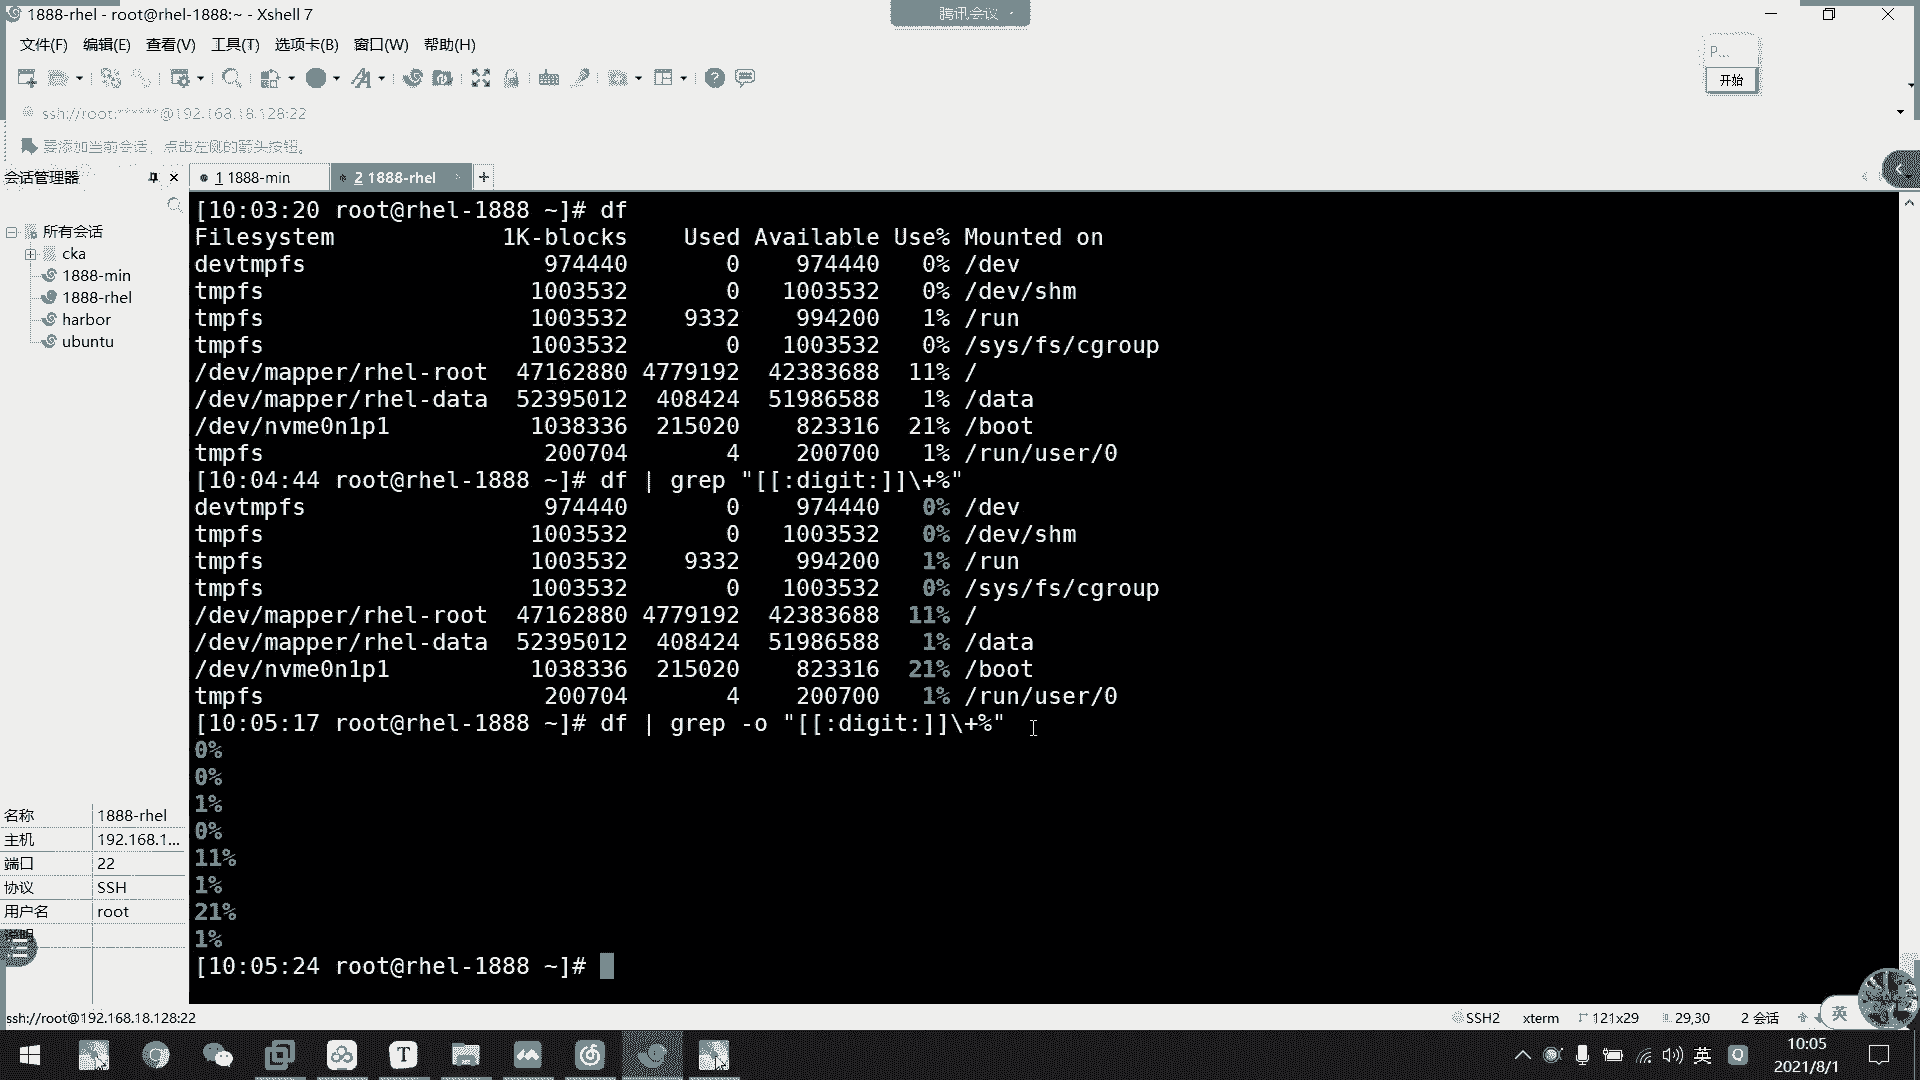 1888-rhel - root@rhel-1888:~ - Xshell 7
腾讯会议
文件(F) 编辑(E) 查看(V) 工具(T) 选项卡(B) 窗口(W) 帮助(H)
P...
开始
ssh://root:******@192.168.18.128:22
要添加当前会话，点击左侧的箭头按钮。
会话管理器
1 1888-min
2 1888-rhel
所有会话
cka
1888-min
1888-rhel
harbor
ubuntu
[10:03:20 root@rhel-1888 ~]# df
Filesystem 1K-blocks Used Available Use% Mounted on
devtmpfs 974440 0 974440 0% /dev
tmpfs 1003532 0 1003532 0% /dev/shm
tmpfs 1003532 9332 994200 1% /run
tmpfs 1003532 0 1003532 0% /sys/fs/cgroup
/dev/mapper/rhel-root 47162880 4779192 42383688 11% /
/dev/mapper/rhel-data 52395012 408424 51986588 1% /data
/dev/nvme0n1p1 1038336 215020 823316 21% /boot
tmpfs 200704 4 200700 1% /run/user/0
[10:04:44 root@rhel-1888 ~]# df | grep "[[:digit:]]\+%"
devtmpfs 974440 0 974440 0% /dev
tmpfs 1003532 0 1003532 0% /dev/shm
tmpfs 1003532 9332 994200 1% /run
tmpfs 1003532 0 1003532 0% /sys/fs/cgroup
/dev/mapper/rhel-root 47162880 4779192 42383688 11% /
/dev/mapper/rhel-data 52395012 408424 51986588 1% /data
/dev/nvme0n1p1 1038336 215020 823316 21% /boot
tmpfs 200704 4 200700 1% /run/user/0
[10:05:17 root@rhel-1888 ~]# df | grep -o "[[:digit:]]\+%"
0%
0%
1%
0%
11%
1%
21%
1%
[10:05:24 root@rhel-1888 ~]#
名称 1888-rhel
主机 192.168.1...
端口 22
协议 SSH
用户名 root
说明
ssh://root@192.168.18.128:22
SSH2 xterm 121x29 29,30 2 会话
英
英
10:05
2021/8/1